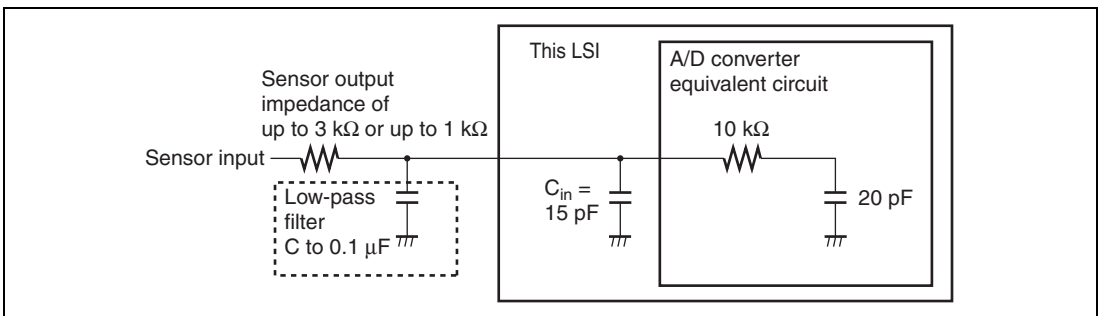 This LSI
A/D converter
equivalent circuit
Sensor output
impedance of
up to 3 kΩ or up to 1 kΩ
10 kΩ
Sensor input
Low-pass
filter
C to 0.1 μF
C_in =
15 pF
20 pF